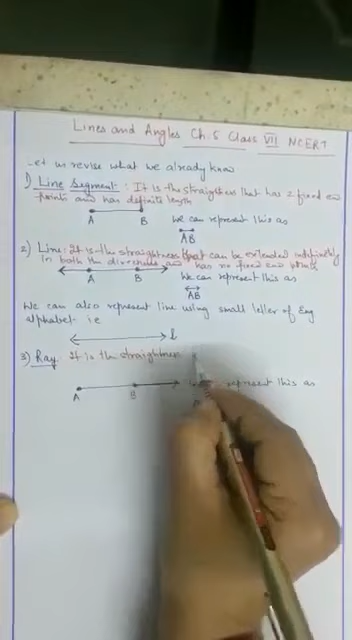 Lines and Angles Ch. 5 Class VII NCERT
Let us revise what we already know
1) Line Segment : It is the straightness that has 2 fixed end
points and has definite length
A B We can represent this as
AB
2) Line: It is the straightness that can be extended indefinitely
in both the directions and has no fixed end points
A B We can represent this as
AB
We can also represent line using small letter of Eng
alphabet i.e
l
3) Ray: It is the straightness
A B represent this as